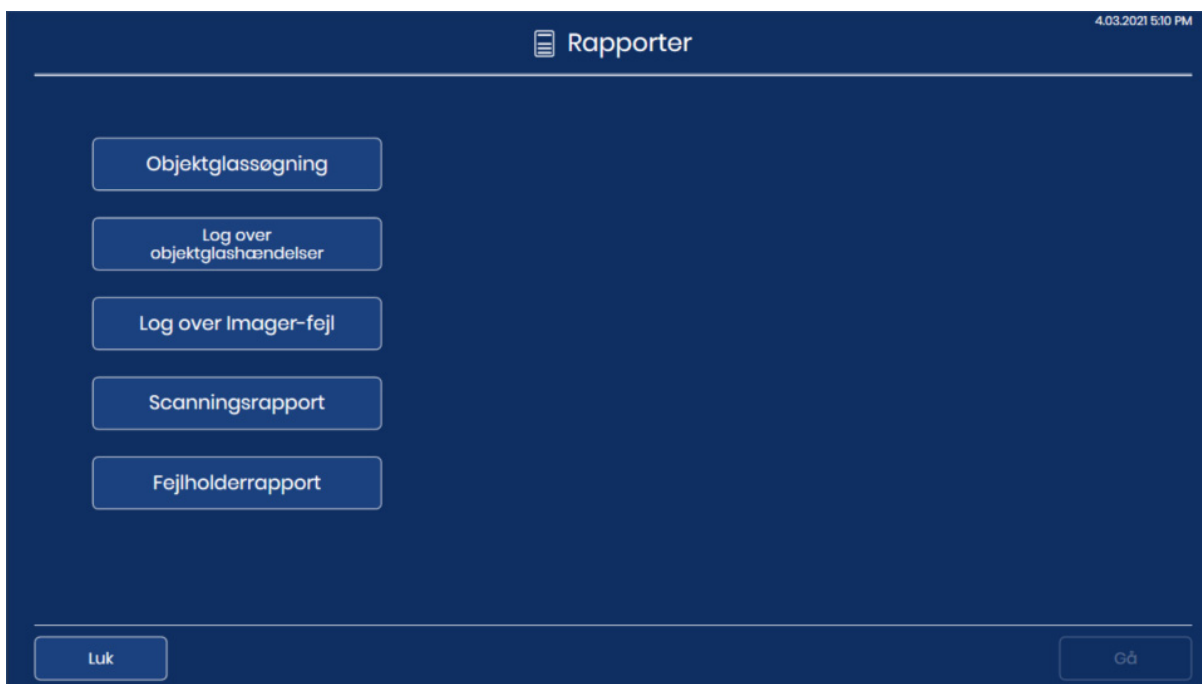 4.03.2021 5:10 PM
Rapporter
Objektglassøgning
Log over
objektglashændelser
Log over Imager-fejl
Scanningsrapport
Fejlholderrapport
Luk
Gå